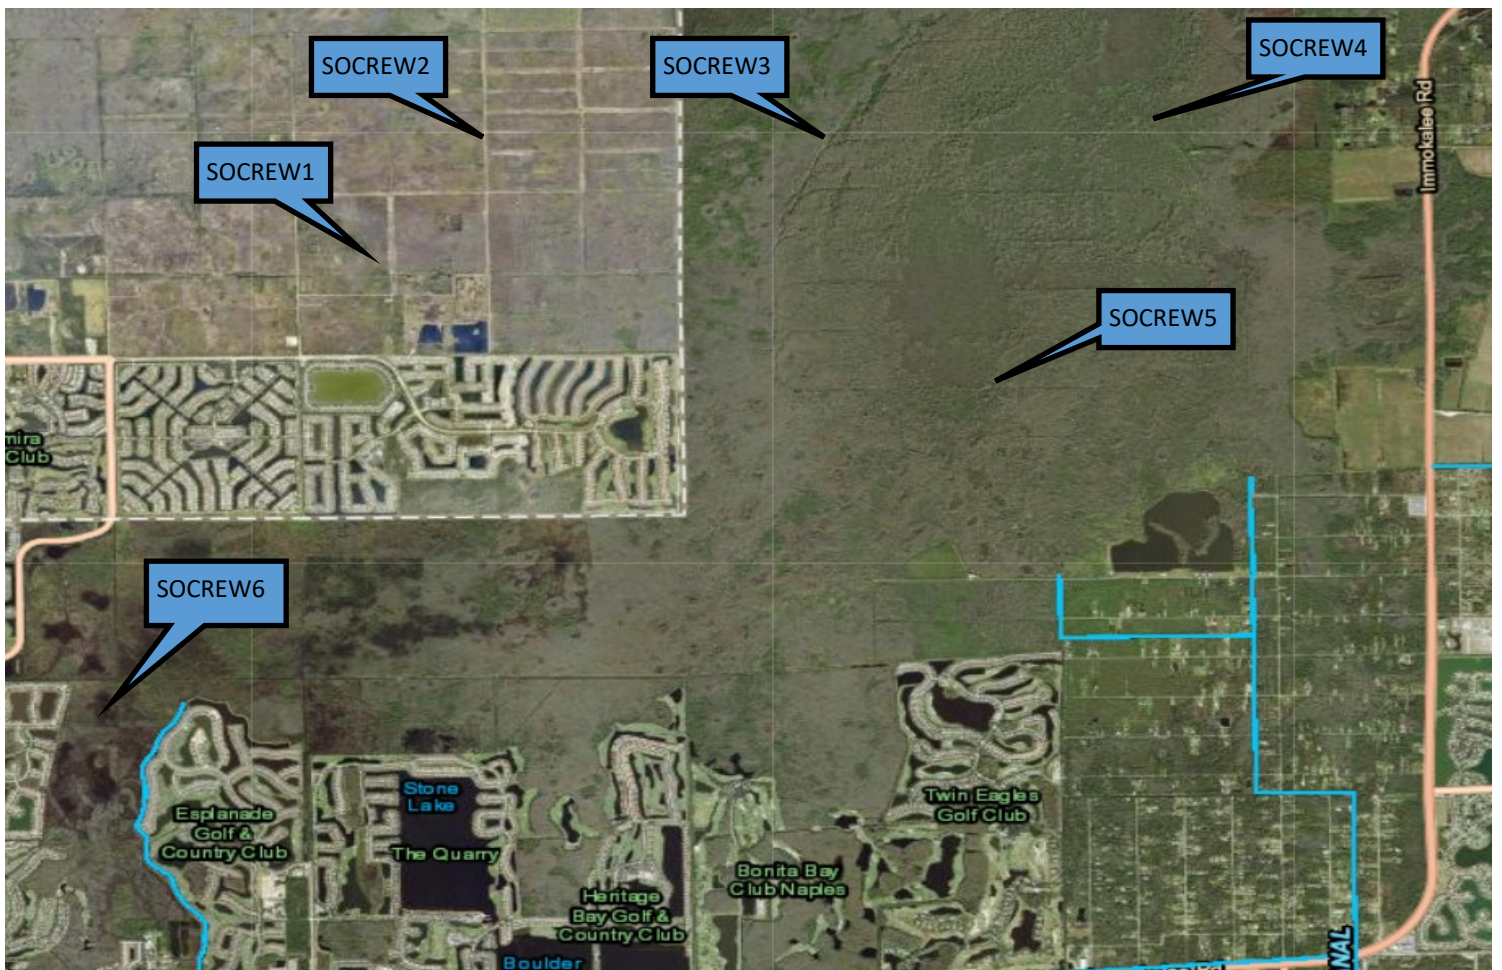 SOCREW4
SOCREW2
SOCREW3
Immokalee Rd
SOCREW1
SOCREW5
mira
Club
SOCREW6
Stone
Lake
Esplanade
Golf &
Country Club
The Quarry
Twin Eagles
Golf Club
Bonita Bay
Club Naples
Heritage
Bay Golf &
Country Club
NAL
Boulder